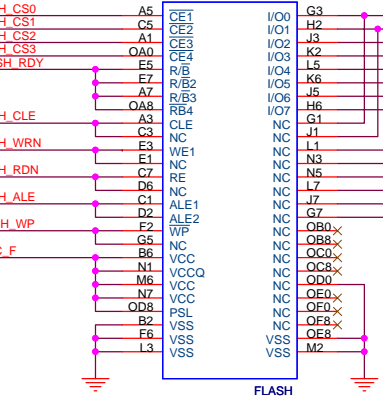 H_CS0 A5 CE1 I/O0 G3
H_CS1 C5 CE2 I/O1 H2
H_CS2 A1 CE3 I/O2 J3
H_CS3 OA0 CE4 I/O3 K2
SH_RDY E5 R/B I/O4 L5
E7 R/B2 I/O5 K6
A7 R/B3 I/O6 J5
OA8 RB4 I/O7 H6
H_CLE A3 CLE NC G1
C3 NC NC J1
H_WRN E3 WE1 NC L1
E1 NC NC N3
H_RDN C7 RE NC N5
D6 NC NC L7
H_ALE C1 ALE1 NC J7
D2 ALE2 NC G7
H_WP F2 WP NC OB0
G5 NC NC OB8
C_F B6 VCC NC OC0
N1 VCCQ NC OC8
M6 VCC NC OD0
N7 VCC NC OE0
OD8 PSL NC OF0
B2 VSS NC OF8
F6 VSS VSS OE8
L3 VSS VSS M2
FLASH